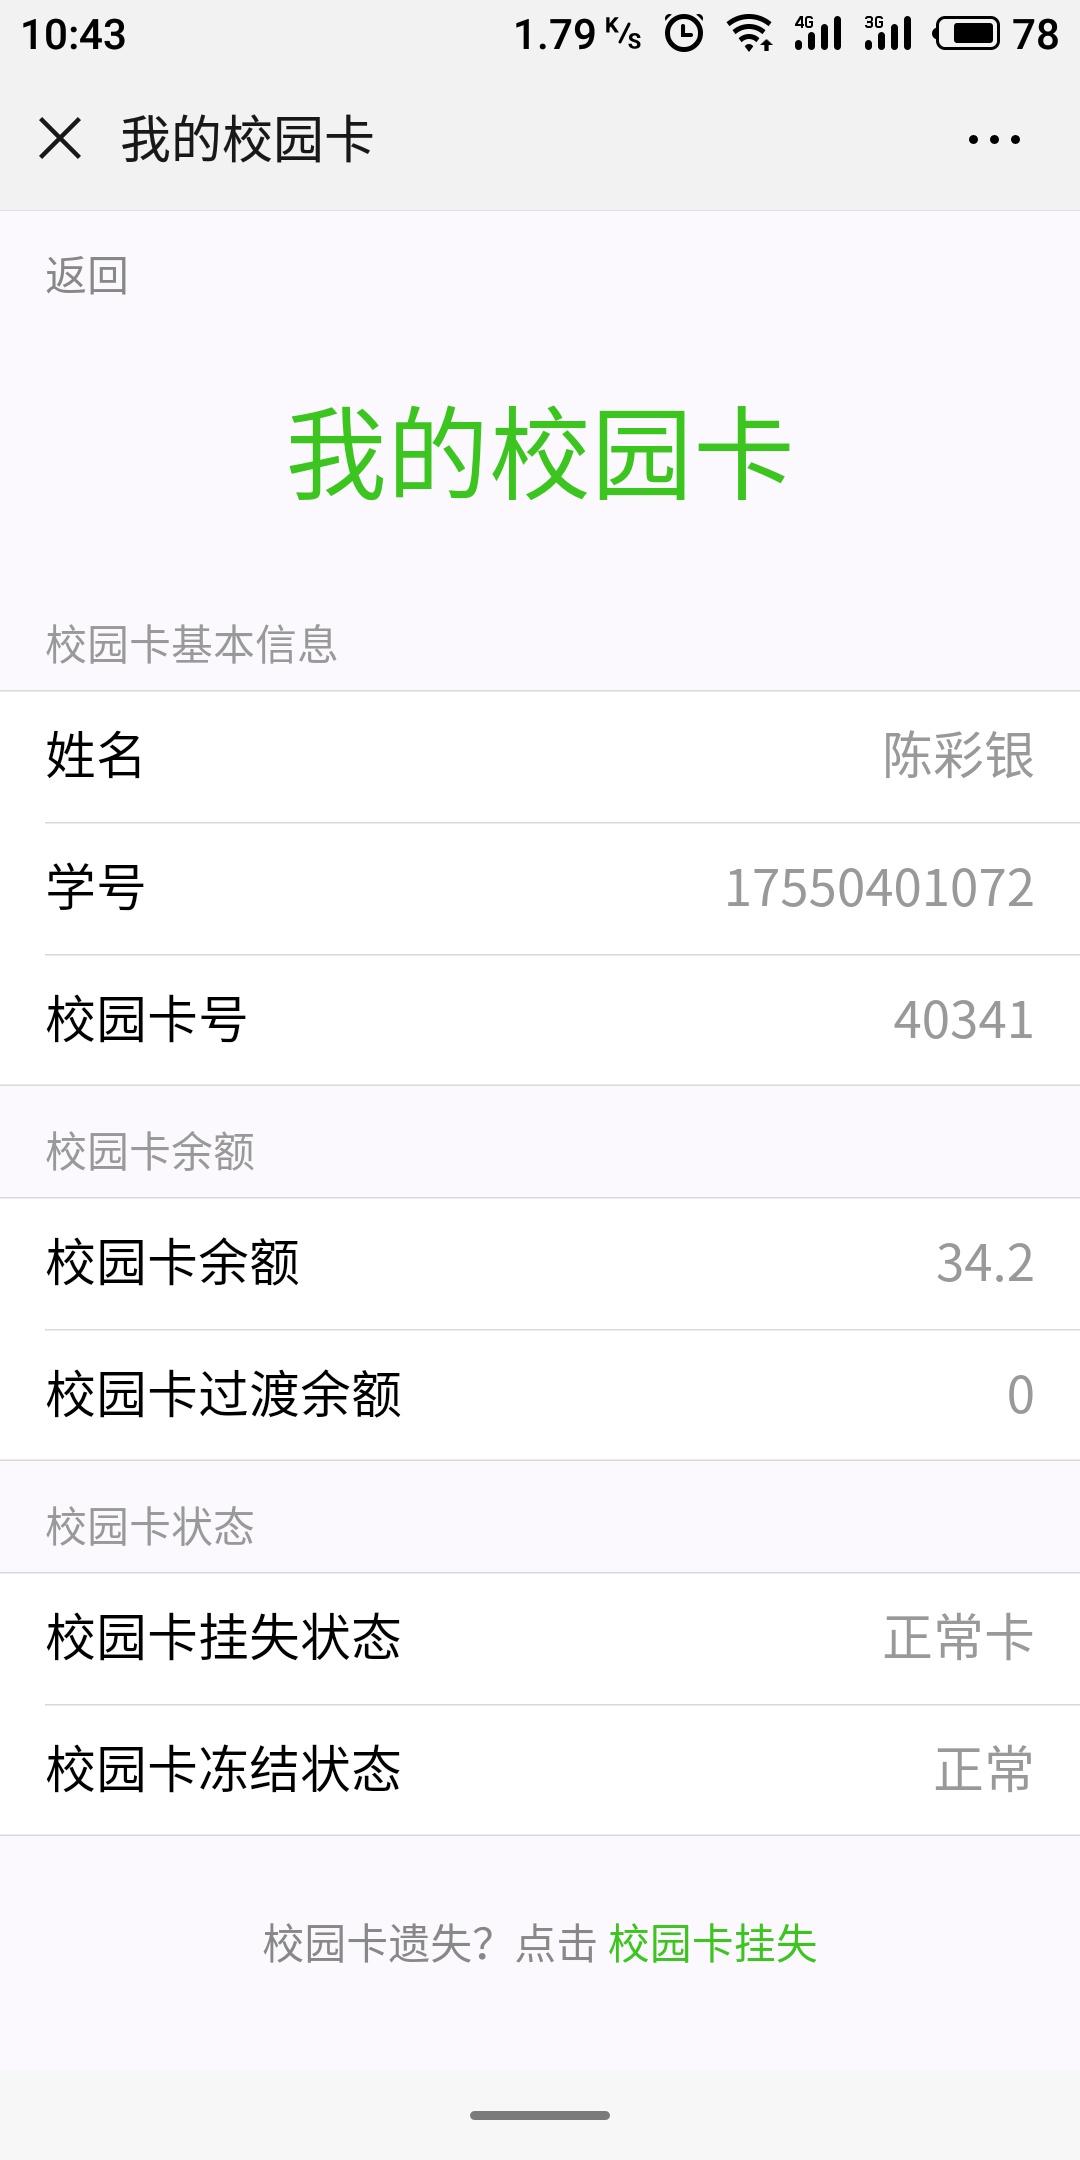 10:43 1.79 K/s 4G 3G 78
我的校园卡
返回
我的校园卡
校园卡基本信息
姓名 陈彩银
学号 17550401072
校园卡号 40341
校园卡余额
校园卡余额 34.2
校园卡过渡余额 0
校园卡状态
校园卡挂失状态 正常卡
校园卡冻结状态 正常
校园卡遗失？点击 校园卡挂失